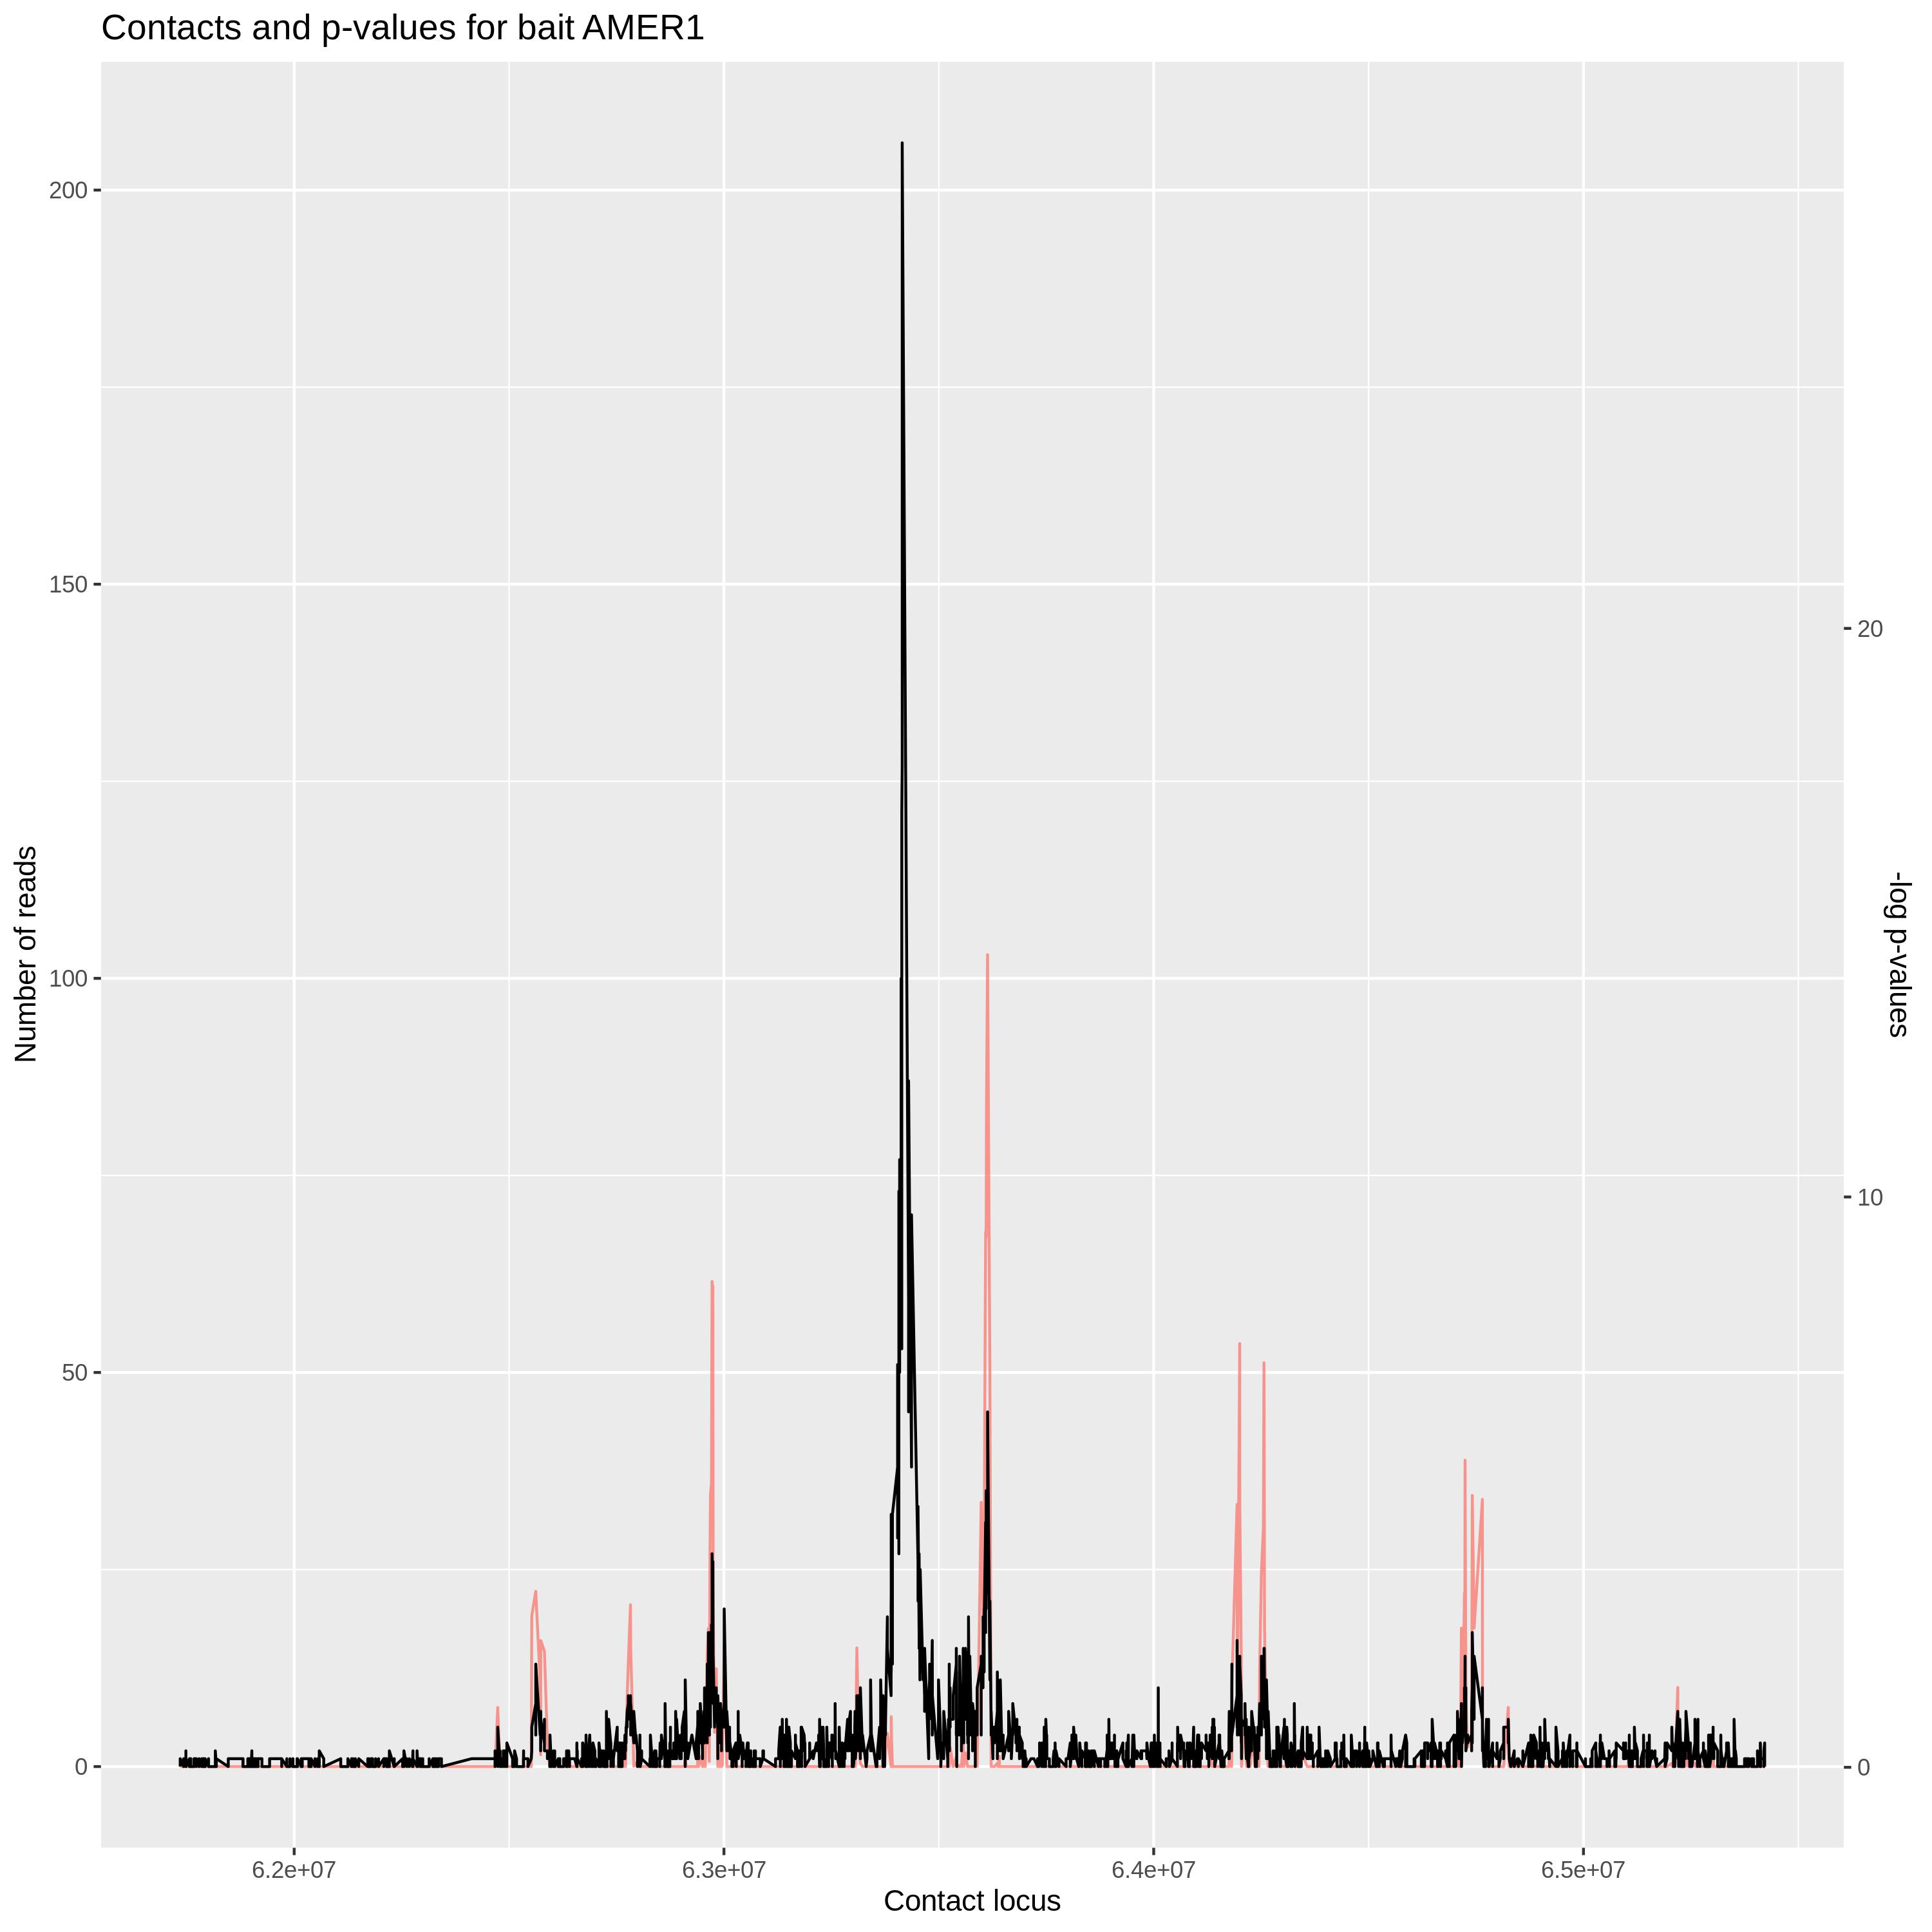 Contacts and p-values for bait AMER1
200
150
100
50
0
Number of reads
20
10
0
-log p-values
6.2e+07
6.3e+07
6.4e+07
6.5e+07
Contact locus